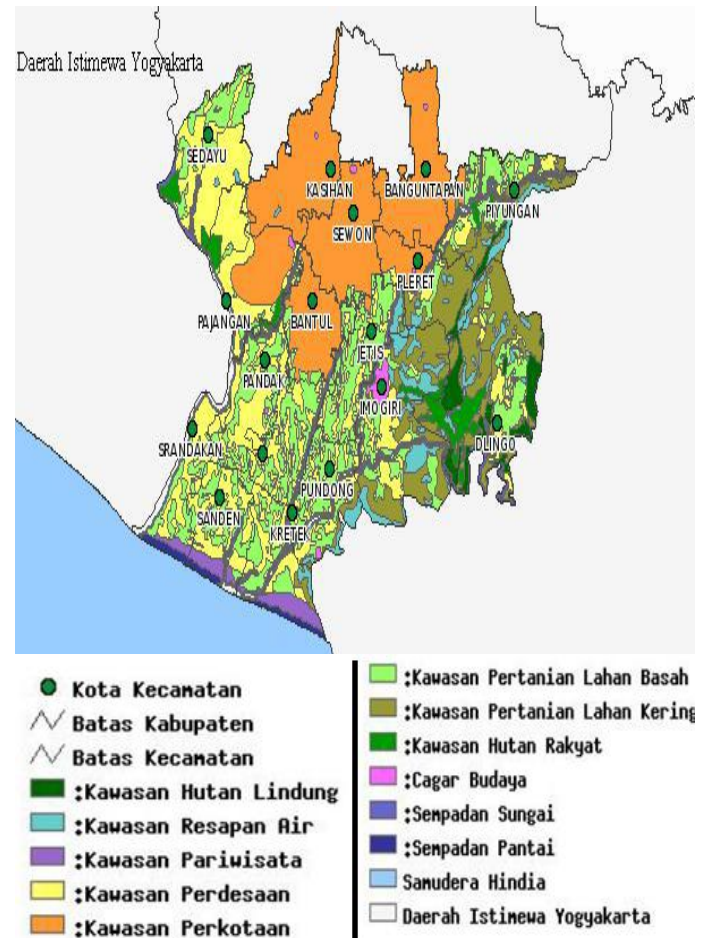 Daerah Istimewa Yogyakarta
SEDAYU
KASIHAN
BANGUNTAPAN
PIYUNGAN
SEWON
PLERET
PAJANGAN
BANTUL
JETIS
PANDAK
IMOGIRI
SRANDAKAN
DLINGO
PUNDONG
SANDEN
KRETEK
Kota Kecamatan
Batas Kabupaten
Batas Kecamatan
:Kawasan Hutan Lindung
:Kawasan Resapan Air
:Kawasan Pariwisata
:Kawasan Perdesaan
:Kawasan Perkotaan
:Kawasan Pertanian Lahan Basah
:Kawasan Pertanian Lahan Kering
:Kawasan Hutan Rakyat
:Cagar Budaya
:Sempadan Sungai
:Sempadan Pantai
Samudera Hindia
Daerah Istimewa Yogyakarta